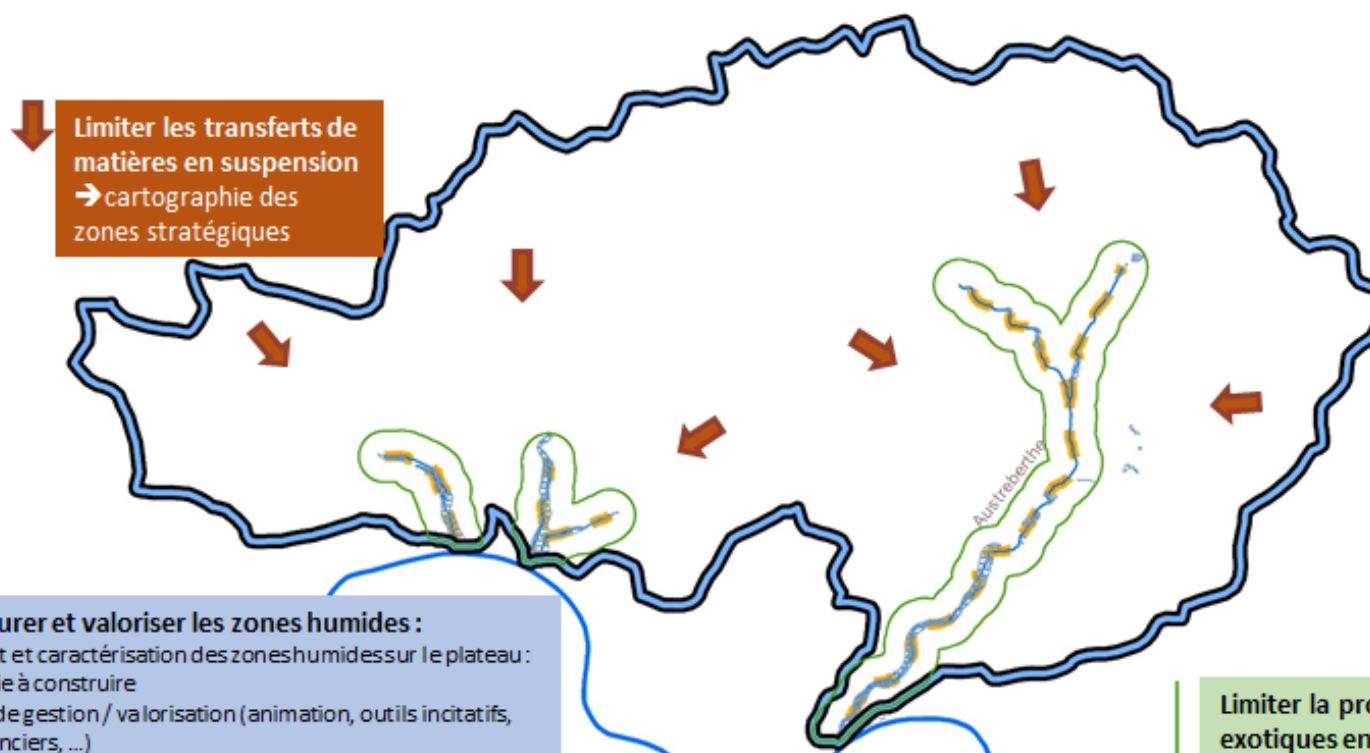 Limiter les transferts de
matières en suspension
➔ cartographie des
zones stratégiques
Austreberthe
urer et valoriser les zones humides :
t et caractérisation des zones humides sur le plateau :
ie à construire
de gestion / valorisation (animation, outils incitatifs,
nciers, ...)
Limiter la pro
exotiques en